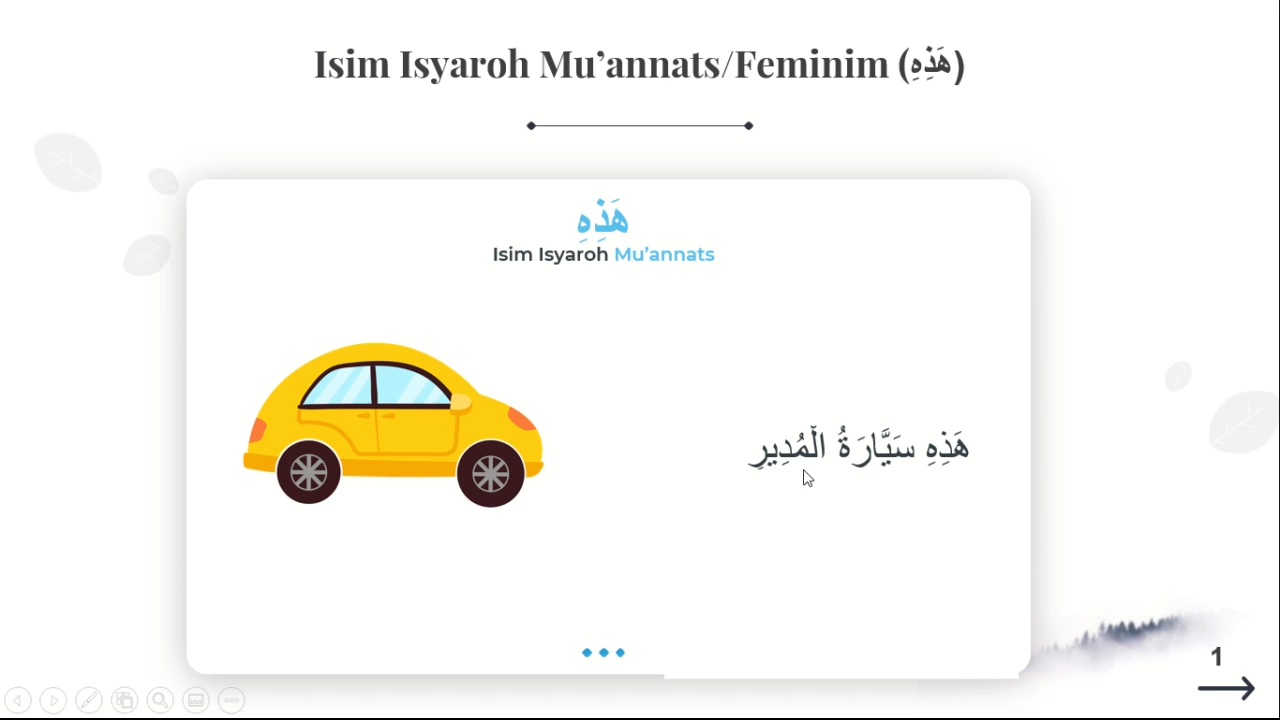 Isim Isyaroh Mu’annats/Feminim (هَذِهِ)
هَذِهِ
Isim Isyaroh Mu’annats
هَذِهِ سَيَّارَةُ الْمُدِيرِ
1